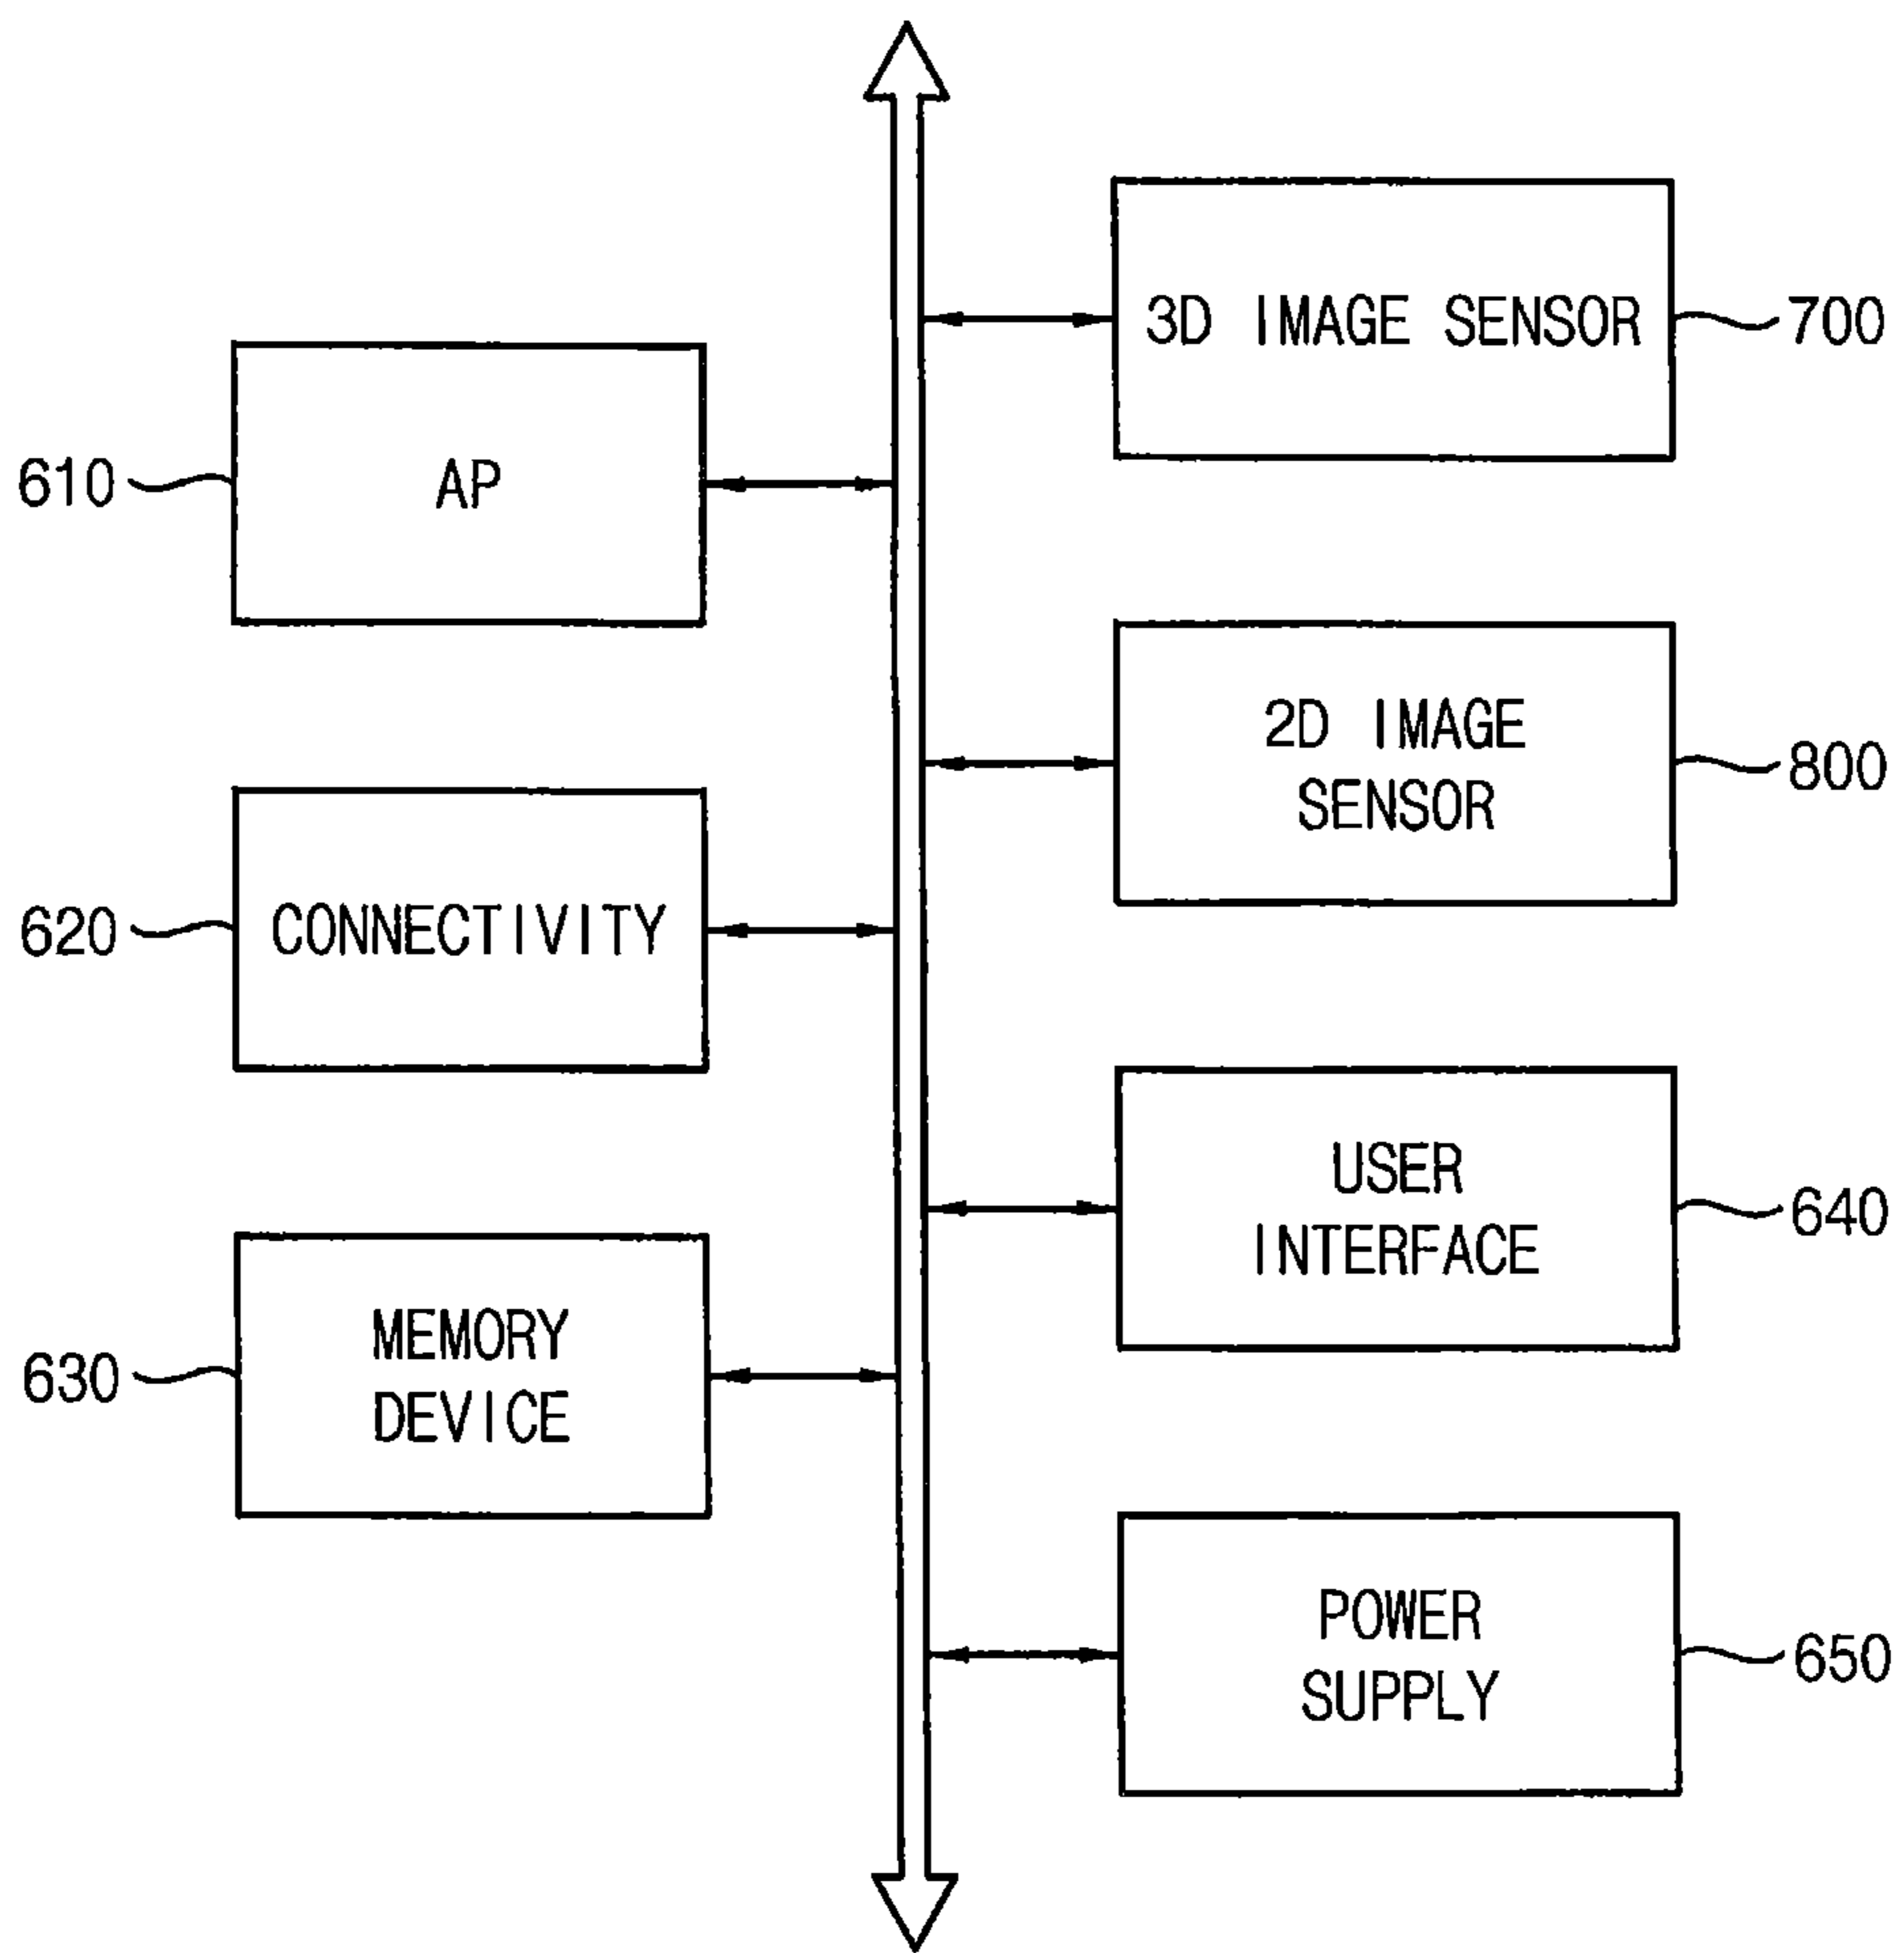 3D IMAGE SENSOR
700
610
AP
2D IMAGE
SENSOR
800
620
CONNECTIVITY
USER
INTERFACE
640
630
MEMORY
DEVICE
POWER
SUPPLY
650